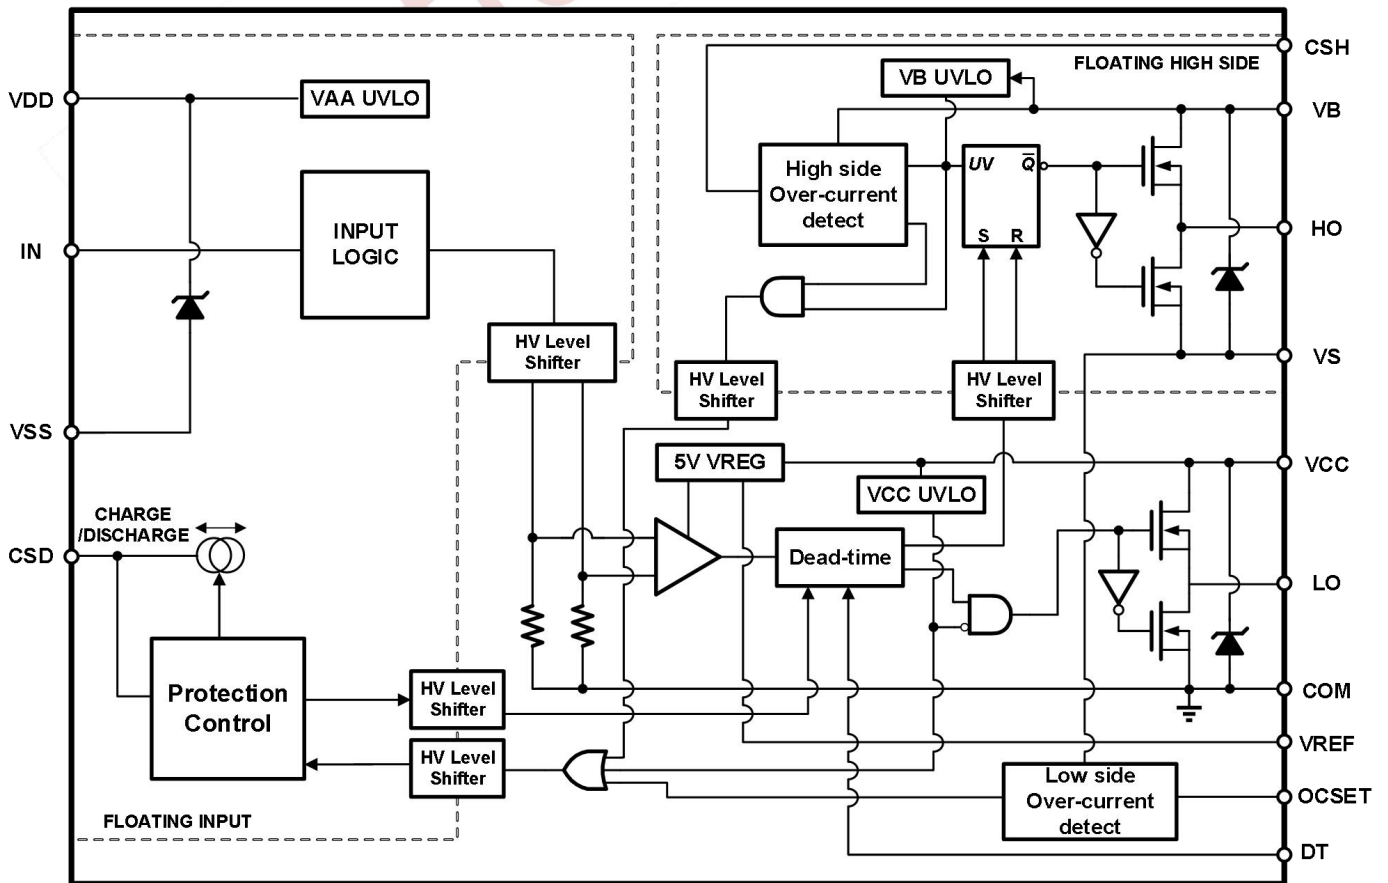 CSH
FLOATING HIGH SIDE
VB UVLO
VDD
VAA UVLO
VB
High side
Over-current
detect
UV
Q̅
S
R
INPUT
LOGIC
IN
HO
HV Level
Shifter
HV Level
Shifter
HV Level
Shifter
VS
VSS
5V VREG
VCC
VCC UVLO
CHARGE
/DISCHARGE
CSD
Dead-time
LO
Protection
Control
HV Level
Shifter
COM
HV Level
Shifter
VREF
Low side
Over-current
detect
OCSET
FLOATING INPUT
DT